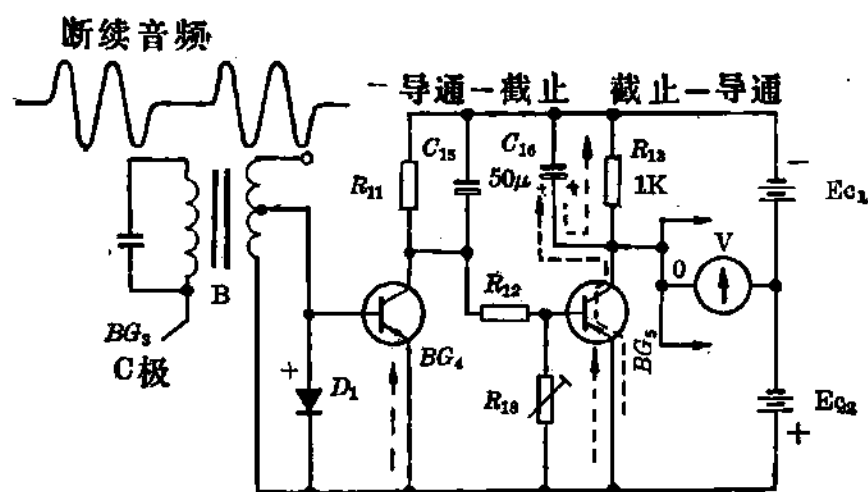 断续音频
- 导通-截止 截止-导通
C₁₅ C₁₆ R₁₃
R₁₁ 50μ 1K - Ec₁
+ +
V
B 0
R₁₂
BG₃
C极
BG₄ BG₅
+ D₁ R₁₈ Ec₂
+